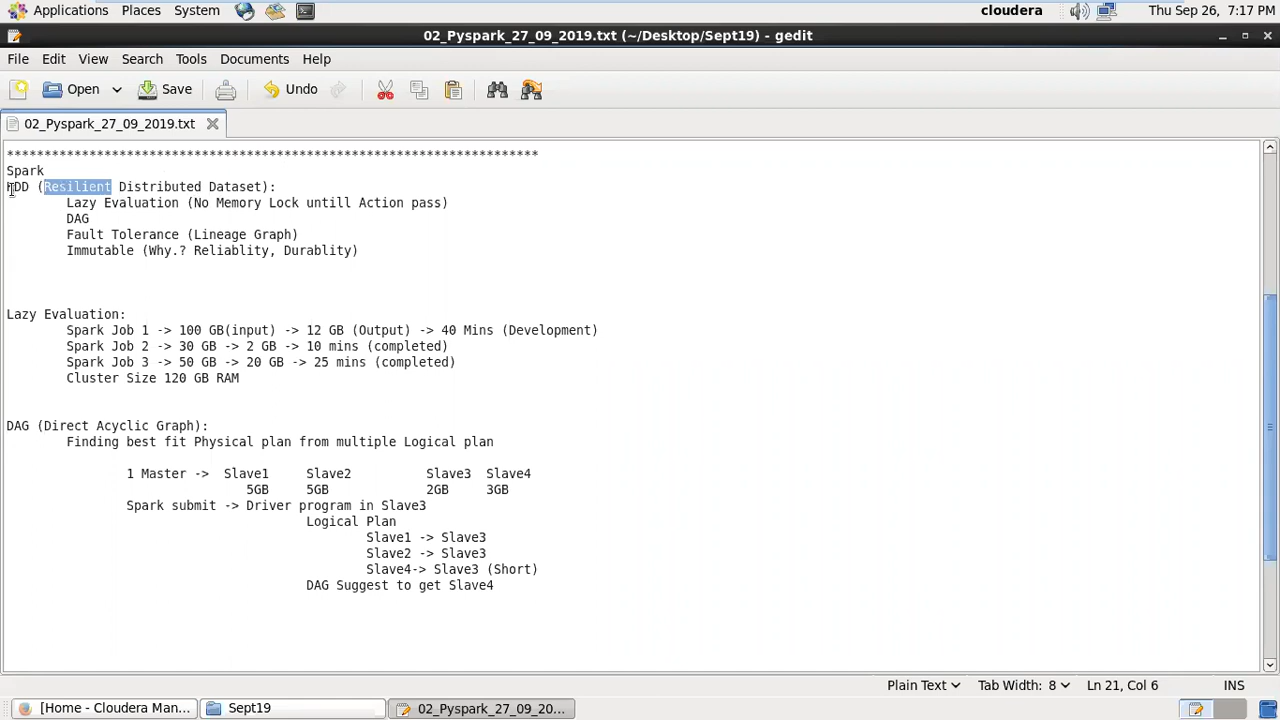 Applications Places System cloudera Thu Sep 26, 7:17 PM
02_Pyspark_27_09_2019.txt (~/Desktop/Sept19) - gedit
File Edit View Search Tools Documents Help
Open Save Undo
02_Pyspark_27_09_2019.txt
***********************************************************************
Spark
RDD (Resilient Distributed Dataset):
Lazy Evaluation (No Memory Lock untill Action pass)
DAG
Fault Tolerance (Lineage Graph)
Immutable (Why.? Reliablity, Durablity)
Lazy Evaluation:
Spark Job 1 -> 100 GB(input) -> 12 GB (Output) -> 40 Mins (Development)
Spark Job 2 -> 30 GB -> 2 GB -> 10 mins (completed)
Spark Job 3 -> 50 GB -> 20 GB -> 25 mins (completed)
Cluster Size 120 GB RAM
DAG (Direct Acyclic Graph):
Finding best fit Physical plan from multiple Logical plan
1 Master -> Slave1 Slave2 Slave3 Slave4
5GB 5GB 2GB 3GB
Spark submit -> Driver program in Slave3
Logical Plan
Slave1 -> Slave3
Slave2 -> Slave3
Slave4-> Slave3 (Short)
DAG Suggest to get Slave4
Plain Text Tab Width: 8 Ln 21, Col 6 INS
[Home - Cloudera Man... Sept19 02_Pyspark_27_09_20...